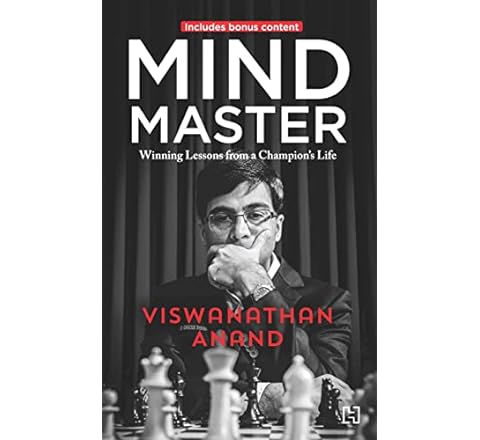 Includes bonus content
MIND
MASTER
Winning Lessons from a Champion's Life
VISWANATHAN
ANAND
H